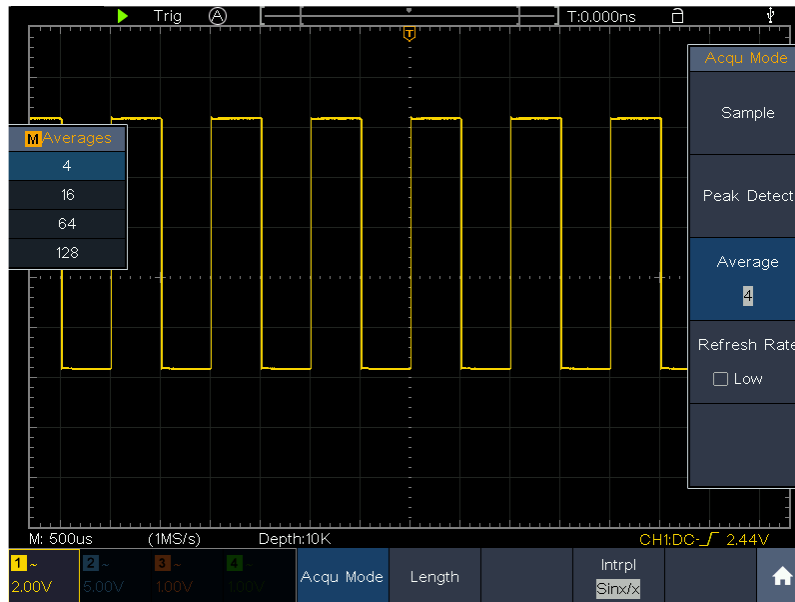 Trig A T T:0.000ns
Acqu Mode
Sample
Peak Detect
Average
4
Refresh Rate
Low
M Averages
4
16
64
128
M: 500us (1MS/s) Depth:10K CH1:DC- 2.44V
1 ~ 2 ~ 3 ~ 4 ~
2.00V 5.00V 1.00V 1.00V
Acqu Mode
Length
Intrpl
Sinx/x